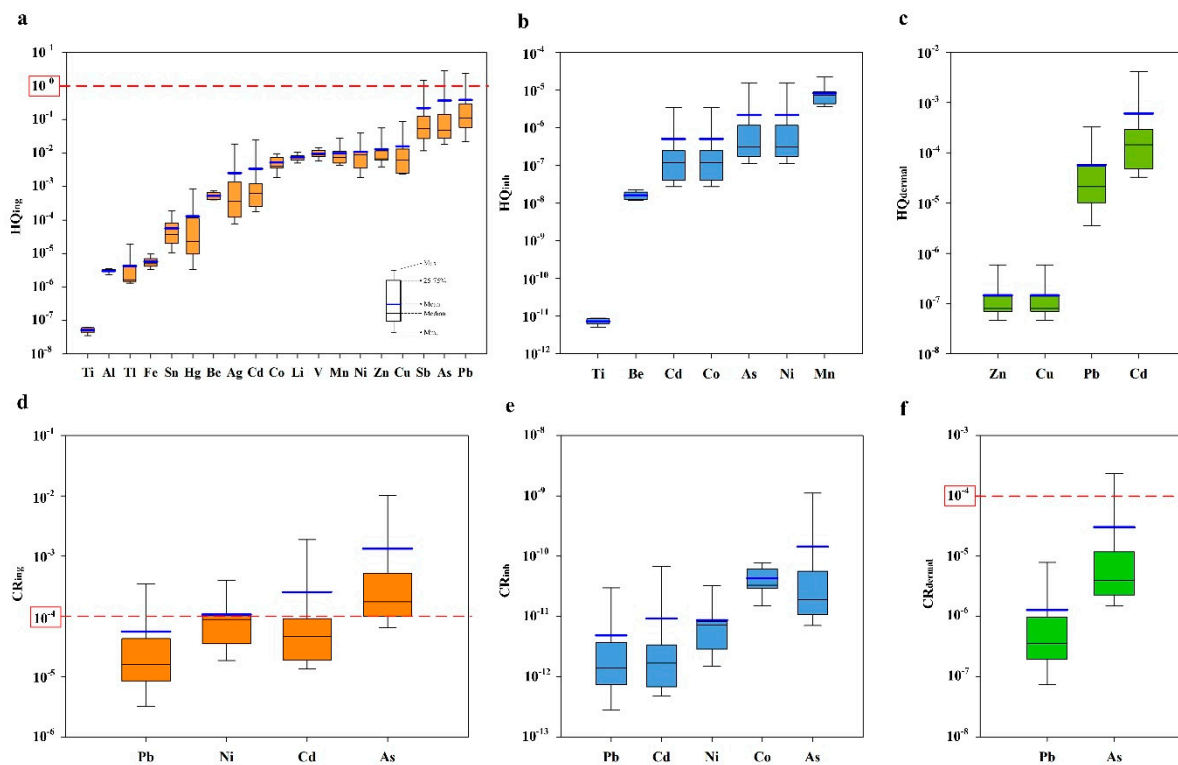 a
10 1
10 0
10 -1
10 -2
10 -3
10 -4
10 -5
10 -6
10 -7
10 -8
HQing
Max
25-75%
Mean
Median
Min
Ti Al Tl Fe Sn Hg Be Ag Cd Co Li V Mn Ni Zn Cu Sb As Pb
b
10-4
10-5
10-6
10-7
10-8
10-9
10-10
10-11
10-12
HQinh
Ti Be Cd Co As Ni Mn
c
10-2
10-3
10-4
10-5
10-6
10-7
10-8
HQdermal
Zn Cu Pb Cd
d
10-1
10-2
10-3
10-4
10-5
10-6
CRing
Pb Ni Cd As
e
10-8
10-9
10-10
10-11
10-12
10-13
CRinh
Pb Cd Ni Co As
f
10-3
10-4
10-5
10-6
10-7
10-8
CRdermal
Pb As